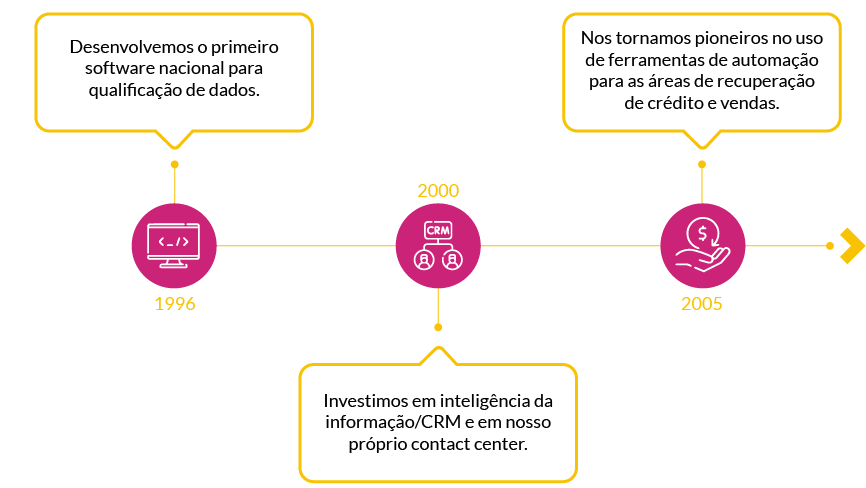 Desenvolvemos o primeiro
software nacional para
qualificação de dados.
1996
2000
CRM
Investimos em inteligência da
informação/CRM e em nosso
próprio contact center.
Nos tornamos pioneiros no uso
de ferramentas de automação
para as áreas de recuperação
de crédito e vendas.
$
2005